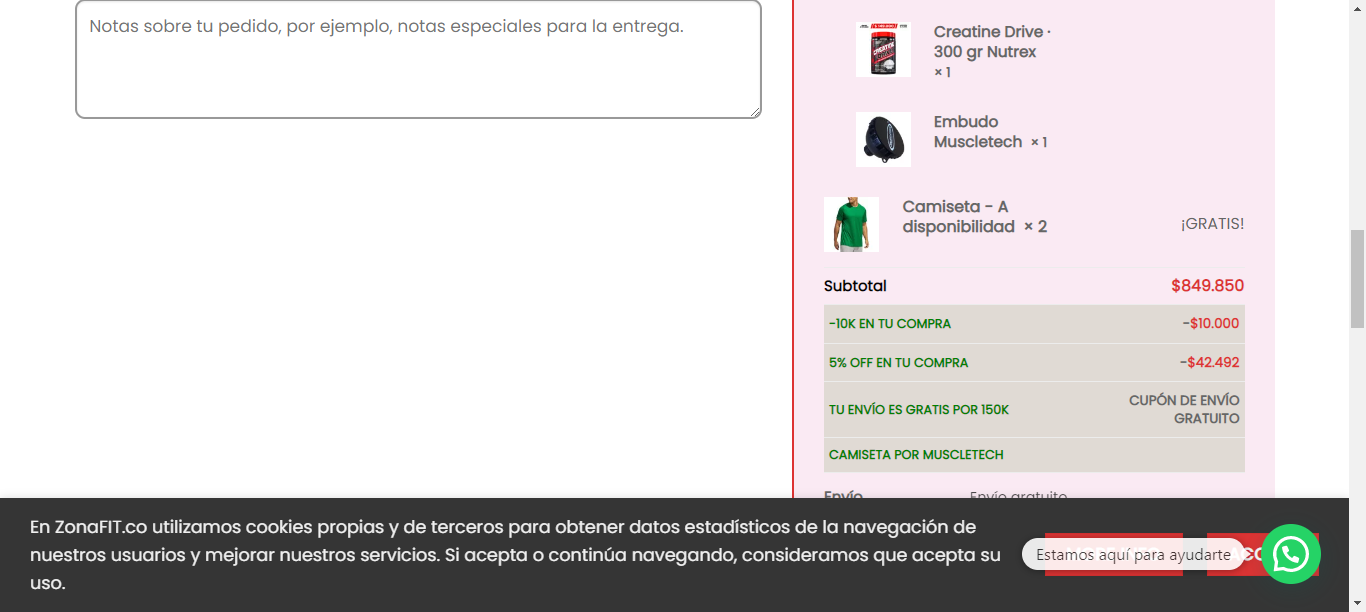 Notas sobre tu pedido, por ejemplo, notas especiales para la entrega.
Creatine Drive ·
300 gr Nutrex
× 1
Embudo
Muscletech × 1
Camiseta - A
disponibilidad × 2
¡GRATIS!
Subtotal $849.850
-10K EN TU COMPRA -$10.000
5% OFF EN TU COMPRA -$42.492
TU ENVÍO ES GRATIS POR 150K CUPÓN DE ENVÍO
GRATUITO
CAMISETA POR MUSCLETECH
Envío Envío gratuito
En ZonaFIT.co utilizamos cookies propias y de terceros para obtener datos estadísticos de la navegación de
nuestros usuarios y mejorar nuestros servicios. Si acepta o continúa navegando, consideramos que acepta su
uso.
Estamos aquí para ayudarte